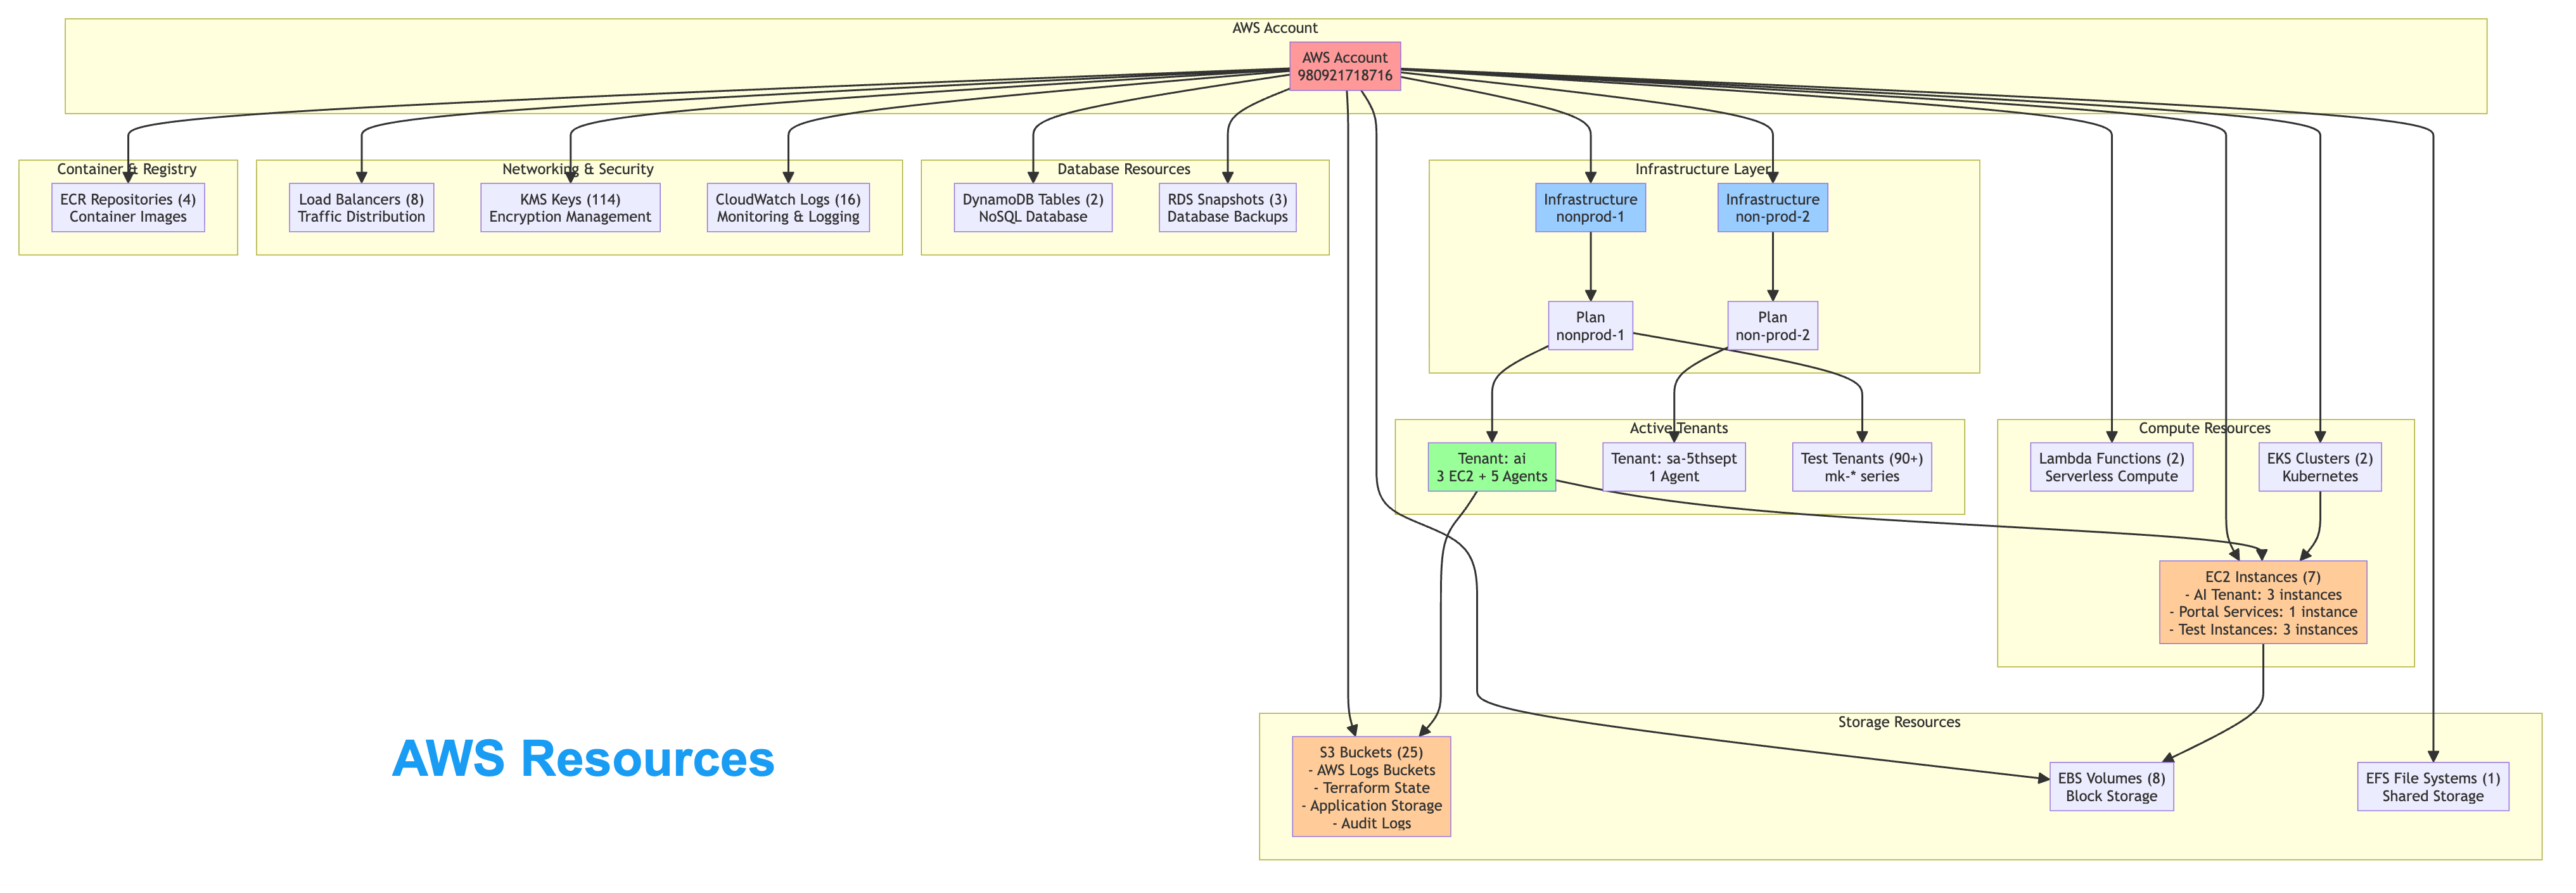 AWS Account
AWS Account
980921718716
Container & Registry
ECR Repositories (4)
Container Images
Networking & Security
Load Balancers (8)
Traffic Distribution
KMS Keys (114)
Encryption Management
CloudWatch Logs (16)
Monitoring & Logging
Database Resources
DynamoDB Tables (2)
NoSQL Database
RDS Snapshots (3)
Database Backups
Infrastructure Layer
Infrastructure
nonprod-1
Infrastructure
non-prod-2
Plan
nonprod-1
Plan
non-prod-2
Active Tenants
Tenant: ai
3 EC2 + 5 Agents
Tenant: sa-5thsept
1 Agent
Test Tenants (90+)
mk-* series
Compute Resources
Lambda Functions (2)
Serverless Compute
EKS Clusters (2)
Kubernetes
EC2 Instances (7)
- AI Tenant: 3 instances
- Portal Services: 1 instance
- Test Instances: 3 instances
AWS Resources
Storage Resources
S3 Buckets (25)
- AWS Logs Buckets
- Terraform State
- Application Storage
- Audit Logs
EBS Volumes (8)
Block Storage
EFS File Systems (1)
Shared Storage